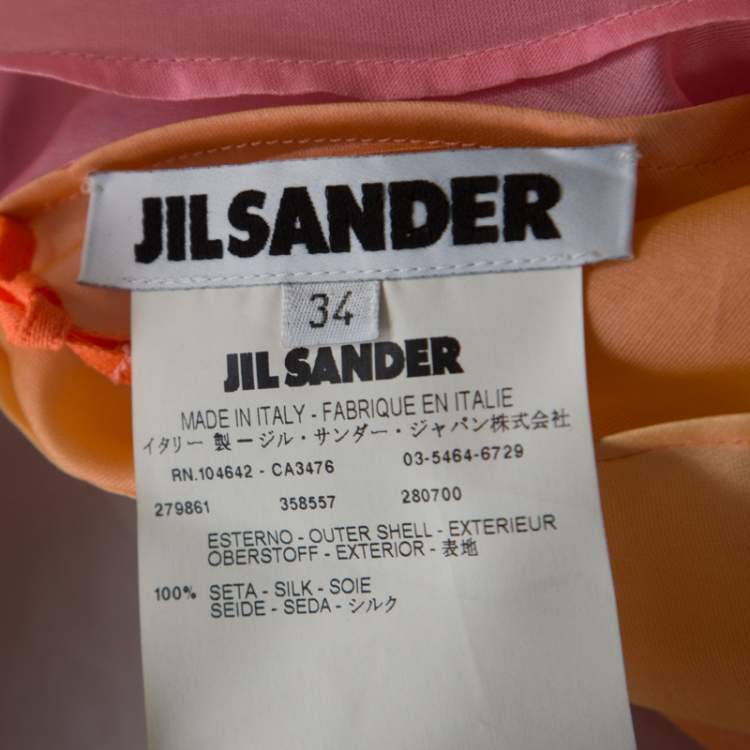 JIL SANDER
34
JIL SANDER
MADE IN ITALY - FABRIQUE EN ITALIE
イタリー 製 ージル・サンダー・ジャパン株式会社
RN.104642 - CA3476 03-5464-6729
279861 358557 280700
ESTERNO - OUTER SHELL - EXTERIEUR
OBERSTOFF - EXTERIOR - 表地
100% SETA - SILK - SOIE
SEIDE - SEDA - シルク